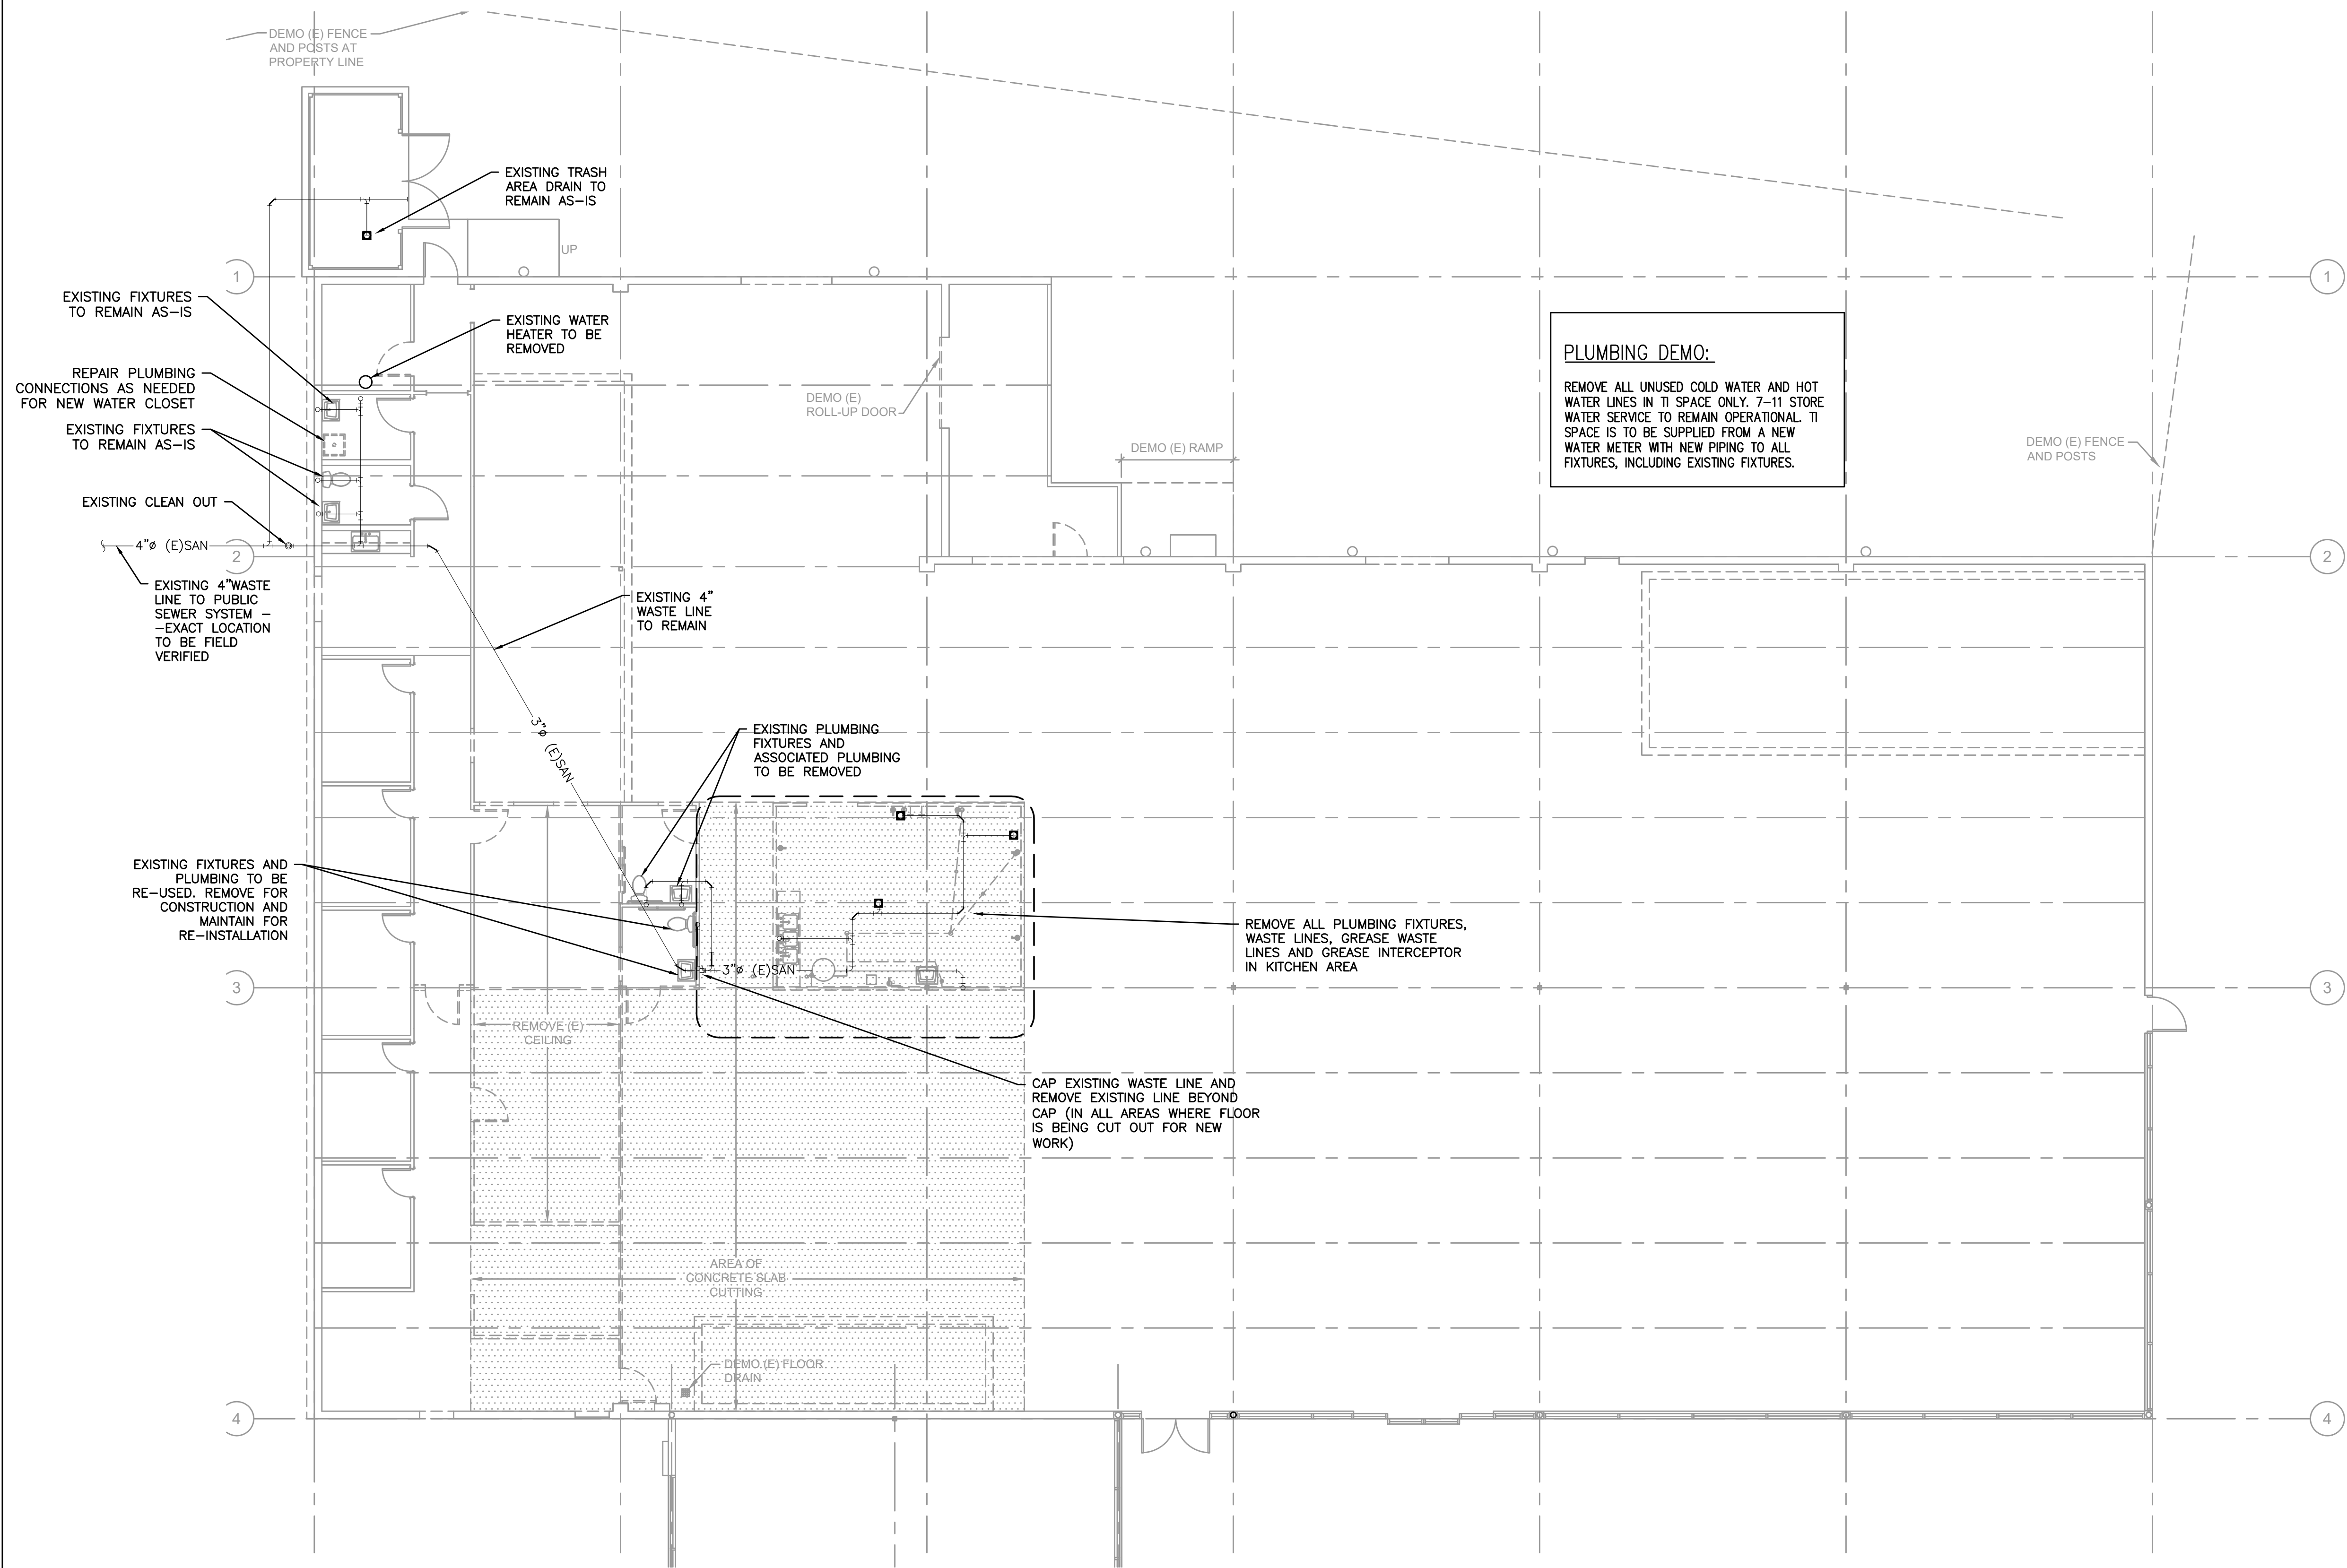 DEMO (E) FENCE
AND POSTS AT
PROPERTY LINE
EXISTING TRASH
AREA DRAIN TO
REMAIN AS-IS
UP
1
1
EXISTING FIXTURES
TO REMAIN AS-IS
EXISTING WATER
HEATER TO BE
REMOVED
REPAIR PLUMBING
CONNECTIONS AS NEEDED
FOR NEW WATER CLOSET
EXISTING FIXTURES
TO REMAIN AS-IS
EXISTING CLEAN OUT
DEMO (E)
ROLL-UP DOOR
DEMO (E) RAMP
PLUMBING DEMO:
REMOVE ALL UNUSED COLD WATER AND HOT
WATER LINES IN TI SPACE ONLY. 7-11 STORE
WATER SERVICE TO REMAIN OPERATIONAL. TI
SPACE IS TO BE SUPPLIED FROM A NEW
WATER METER WITH NEW PIPING TO ALL
FIXTURES, INCLUDING EXISTING FIXTURES.
DEMO (E) FENCE
AND POSTS
4"ø (E)SAN
2
2
EXISTING 4"WASTE
LINE TO PUBLIC
SEWER SYSTEM -
-EXACT LOCATION
TO BE FIELD
VERIFIED
EXISTING 4"
WASTE LINE
TO REMAIN
3"ø (E)SAN
EXISTING PLUMBING
FIXTURES AND
ASSOCIATED PLUMBING
TO BE REMOVED
EXISTING FIXTURES AND
PLUMBING TO BE
RE-USED. REMOVE FOR
CONSTRUCTION AND
MAINTAIN FOR
RE-INSTALLATION
REMOVE ALL PLUMBING FIXTURES,
WASTE LINES, GREASE WASTE
LINES AND GREASE INTERCEPTOR
IN KITCHEN AREA
3"ø (E)SAN
3
3
REMOVE (E)
CEILING
CAP EXISTING WASTE LINE AND
REMOVE EXISTING LINE BEYOND
CAP (IN ALL AREAS WHERE FLOOR
IS BEING CUT OUT FOR NEW
WORK)
AREA OF
CONCRETE SLAB
CUTTING
DEMO (E) FLOOR
DRAIN
4
4